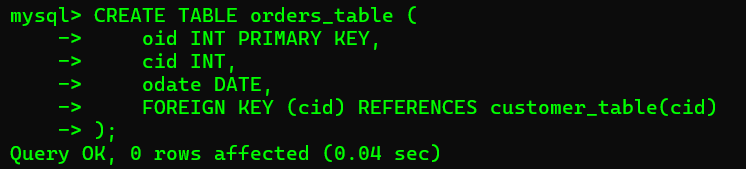 mysql> CREATE TABLE orders_table (
    ->     oid INT PRIMARY KEY,
    ->     cid INT,
    ->     odate DATE,
    ->     FOREIGN KEY (cid) REFERENCES customer_table(cid)
    -> );
Query OK, 0 rows affected (0.04 sec)